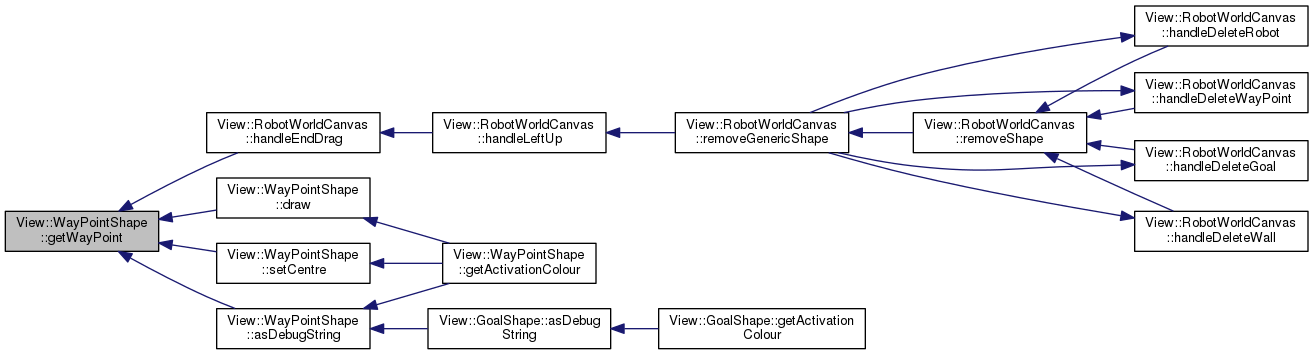 View::WayPointShape
::getWayPoint
View::RobotWorldCanvas
::handleEndDrag
View::WayPointShape
::draw
View::WayPointShape
::setCentre
View::WayPointShape
::asDebugString
View::RobotWorldCanvas
::handleLeftUp
View::WayPointShape
::getActivationColour
View::GoalShape::asDebug
String
View::RobotWorldCanvas
::removeGenericShape
View::GoalShape::getActivation
Colour
View::RobotWorldCanvas
::removeShape
View::RobotWorldCanvas
::handleDeleteRobot
View::RobotWorldCanvas
::handleDeleteWayPoint
View::RobotWorldCanvas
::handleDeleteGoal
View::RobotWorldCanvas
::handleDeleteWall